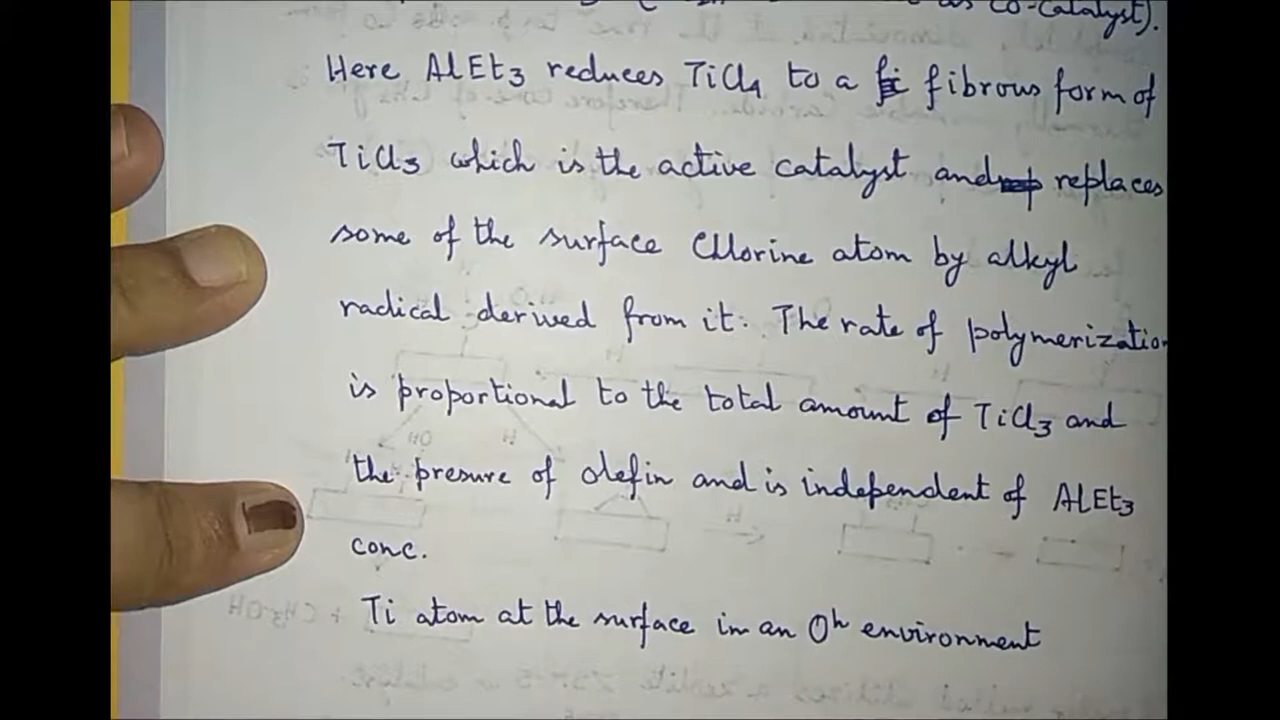 as co-catalyst).
Here AlEt3 reduces TiCl4 to a fibrous form of
TiCl3 which is the active catalyst and replaces
some of the surface Chlorine atom by alkyl
radical derived from it. The rate of polymerization
is proportional to the total amount of TiCl3 and
the presure of olefin and is independent of AlEt3
conc.
Ti atom at the surface in an Oh environment